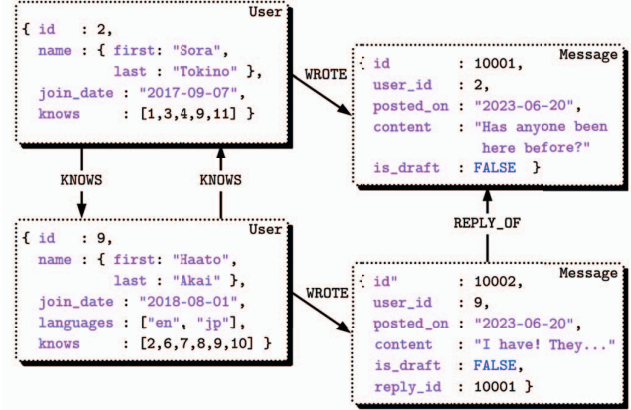 User
{ id : 2,
name : { first: "Sora",
last : "Tokino" },
join_date : "2017-09-07",
knows : [1,3,4,9,11] }
WROTE
Message
{ id : 10001,
user_id : 2,
posted_on : "2023-06-20",
content : "Has anyone been
here before?"
is_draft : FALSE }
KNOWS
KNOWS
REPLY_OF
User
{ id : 9,
name : { first: "Haato",
last : "Akai" },
join_date : "2018-08-01",
languages : ["en", "jp"],
knows : [2,6,7,8,9,10] }
WROTE
Message
{ id" : 10002,
user_id : 9,
posted_on : "2023-06-20",
content : "I have! They..."
is_draft : FALSE,
reply_id : 10001 }